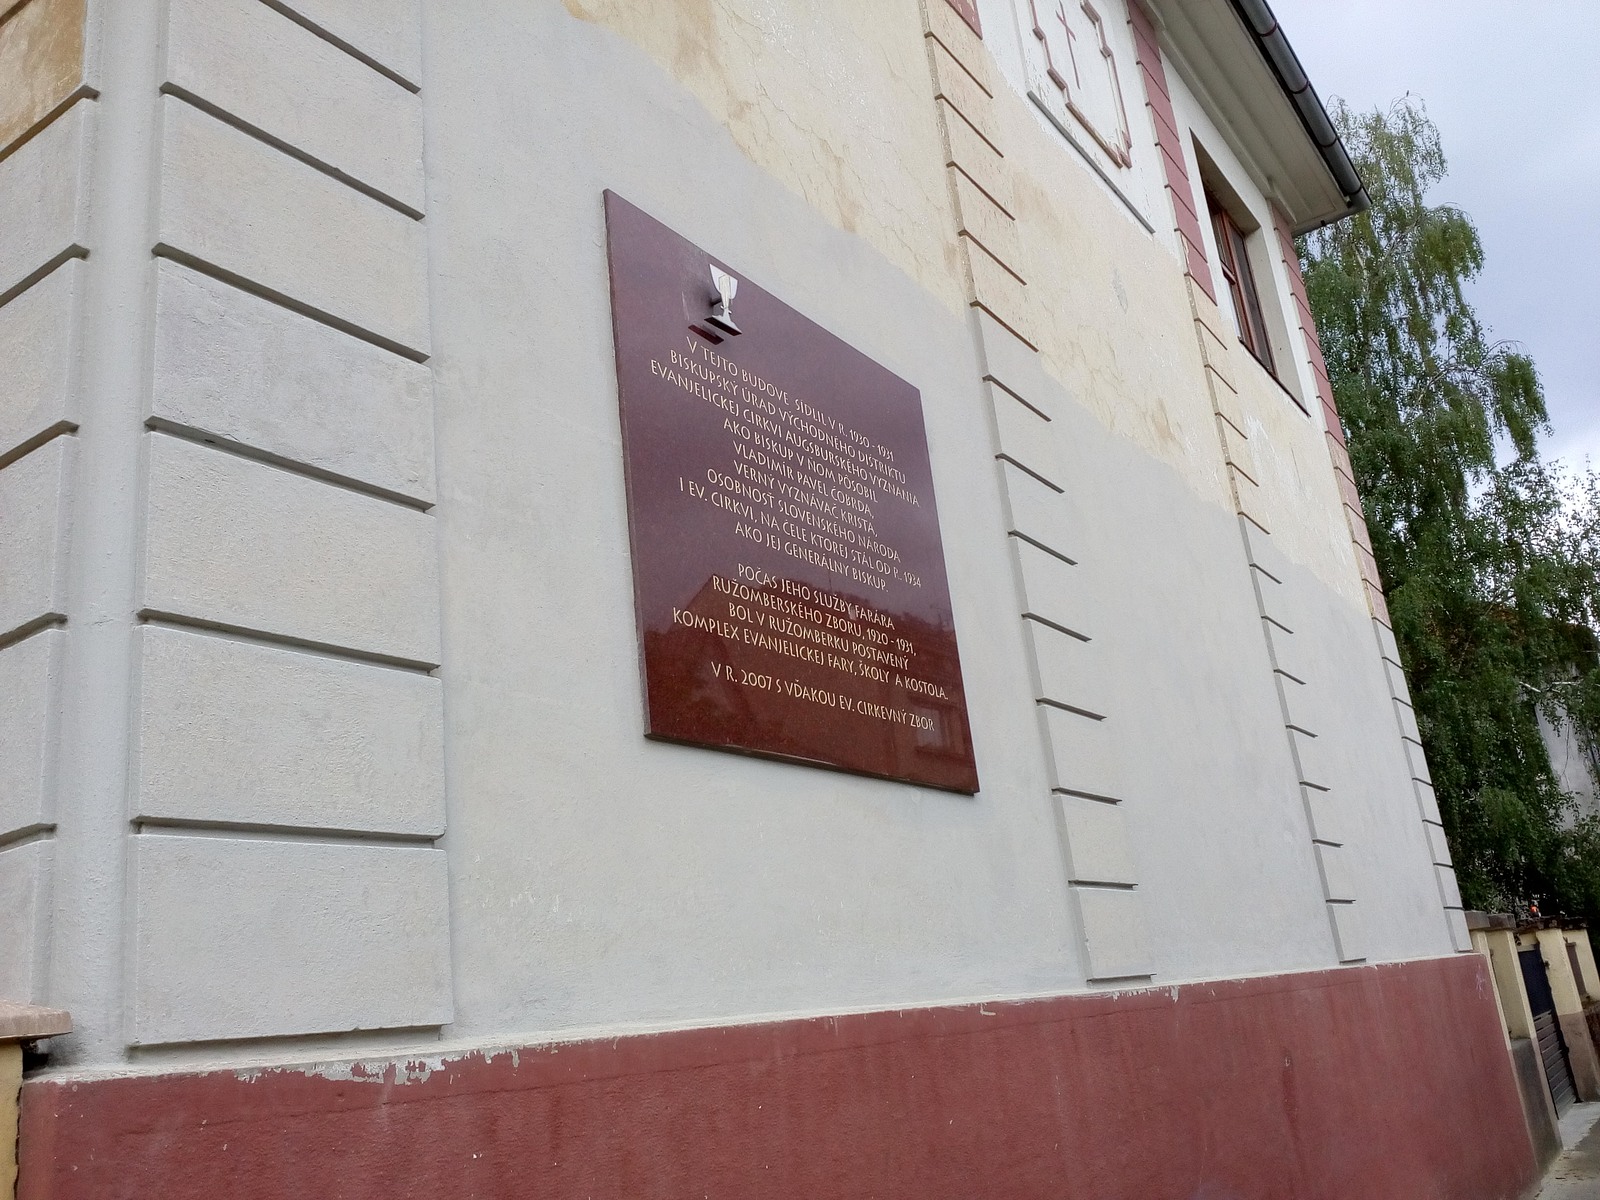 V TEJTO BUDOVE SÍDLIL V R. 1930 - 1931
BISKUPSKÝ ÚRAD VÝCHODNÉHO DIŠTRIKTU
EVANJELICKEJ CIRKVI AUGSBURSKÉHO VYZNANIA
AKO BISKUP V ŇOM PÔSOBIL
VLADIMÍR PAVEL ČOBRDA,
VERNÝ VYZNÁVAČ KRISTA,
OSOBNOSŤ SLOVENSKÉHO NÁRODA
I EV. CIRKVI, NA ČELE KTOREJ STÁL OD R. 1934
AKO JEJ GENERÁLNY BISKUP.
POČAS JEHO SLUŽBY FARÁRA
RUŽOMBERSKÉHO ZBORU, 1920 - 1931,
BOL V RUŽOMBERKU POSTAVENÝ
KOMPLEX EVANJELICKEJ FARY, ŠKOLY A KOSTOLA.
V R. 2007 S VĎAKOU EV. CIRKEVNÝ ZBOR